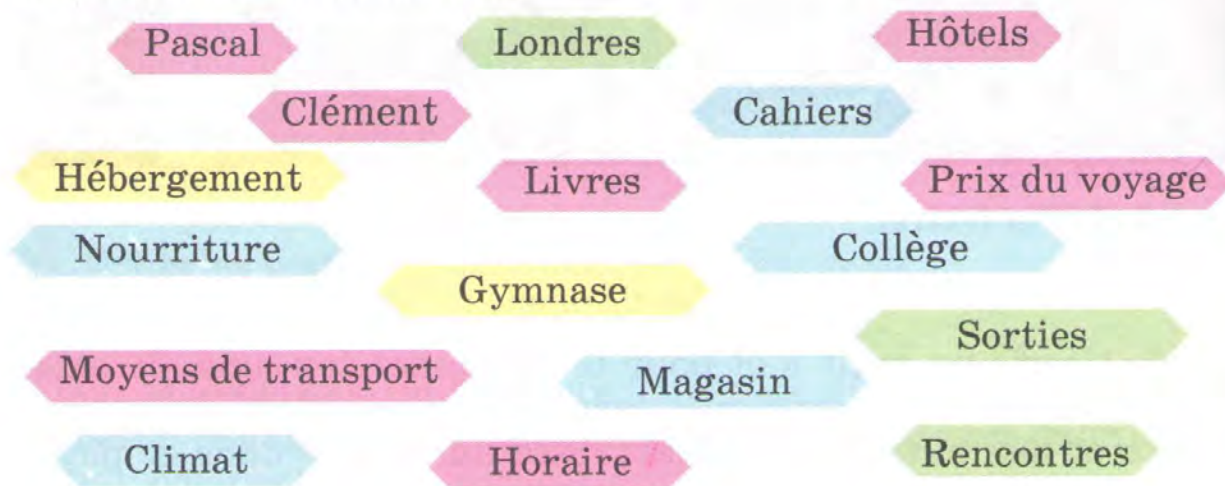 Pascal
Londres
Hôtels
Clément
Cahiers
Hébergement
Livres
Prix du voyage
Nourriture
Collège
Gymnase
Sorties
Moyens de transport
Magasin
Climat
Horaire
Rencontres